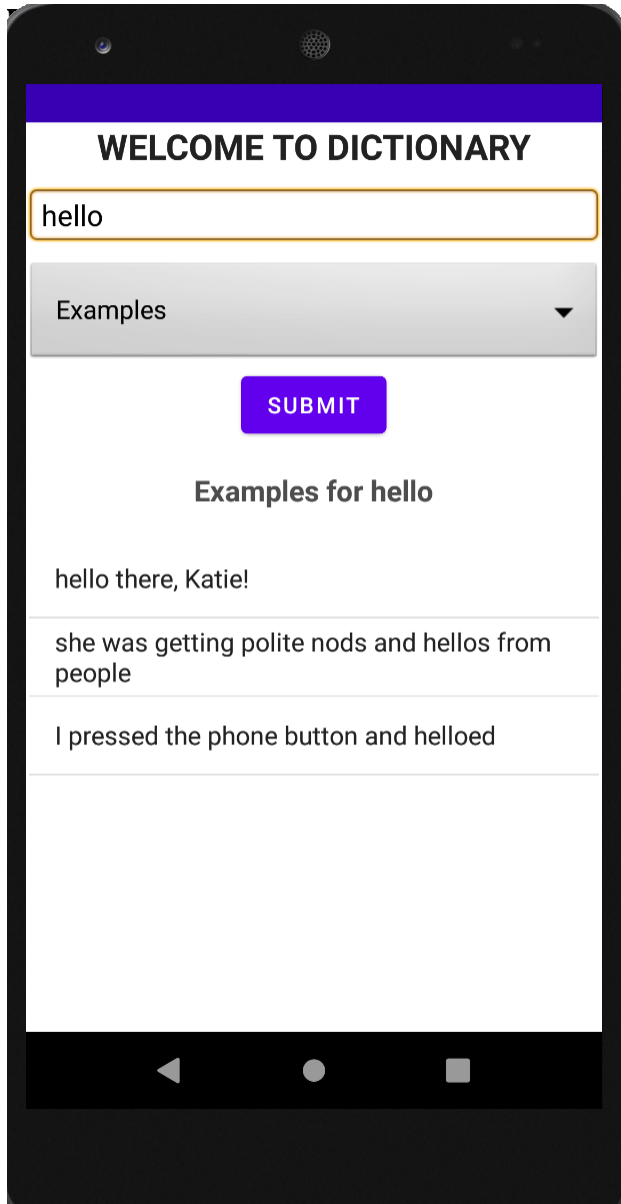 WELCOME TO DICTIONARY
hello
Examples
SUBMIT
Examples for hello
hello there, Katie!
she was getting polite nods and hellos from
people
I pressed the phone button and helloed